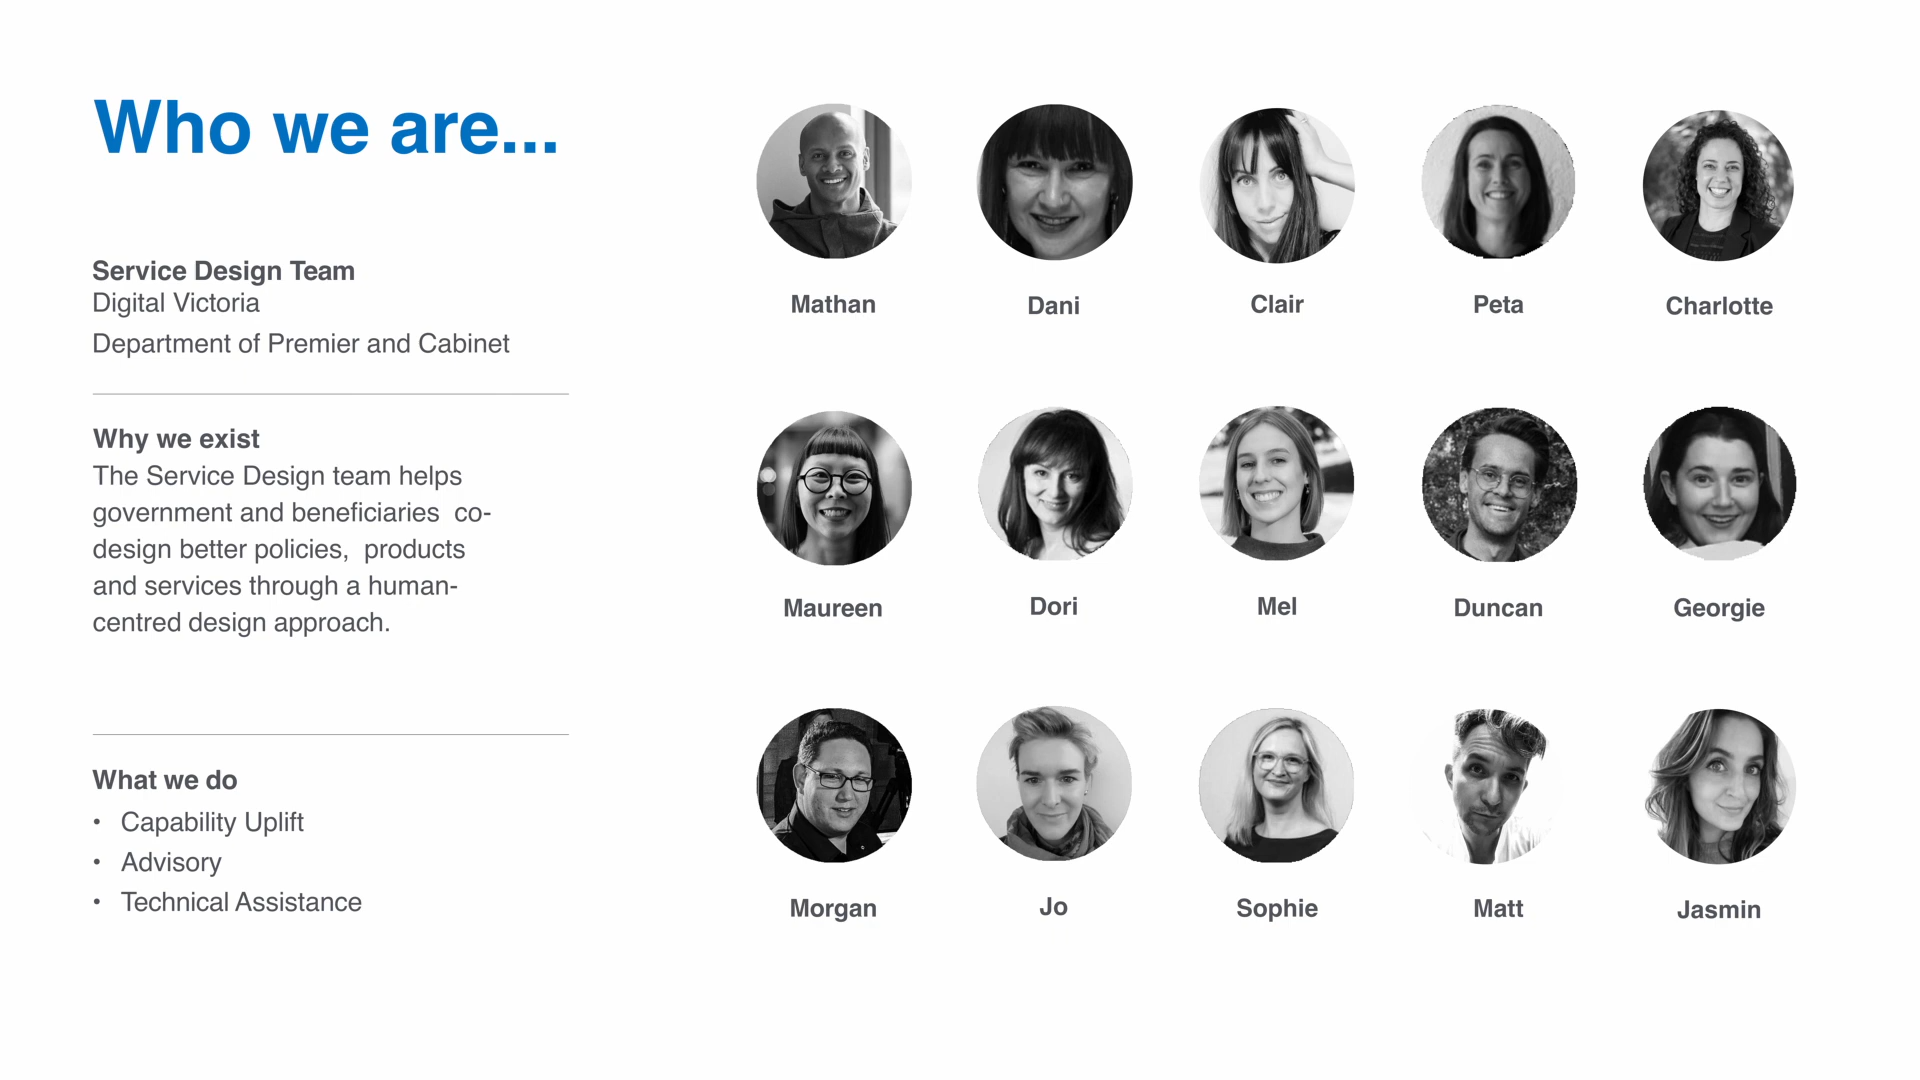 Who we are...
Service Design Team
Digital Victoria
Department of Premier and Cabinet
Why we exist
The Service Design team helps
government and beneficiaries  co-
design better policies,  products
and services through a human-
centred design approach.
What we do
• Capability Uplift
• Advisory
• Technical Assistance
Mathan
Dani
Clair
Peta
Charlotte
Maureen
Dori
Mel
Duncan
Georgie
Morgan
Jo
Sophie
Matt
Jasmin